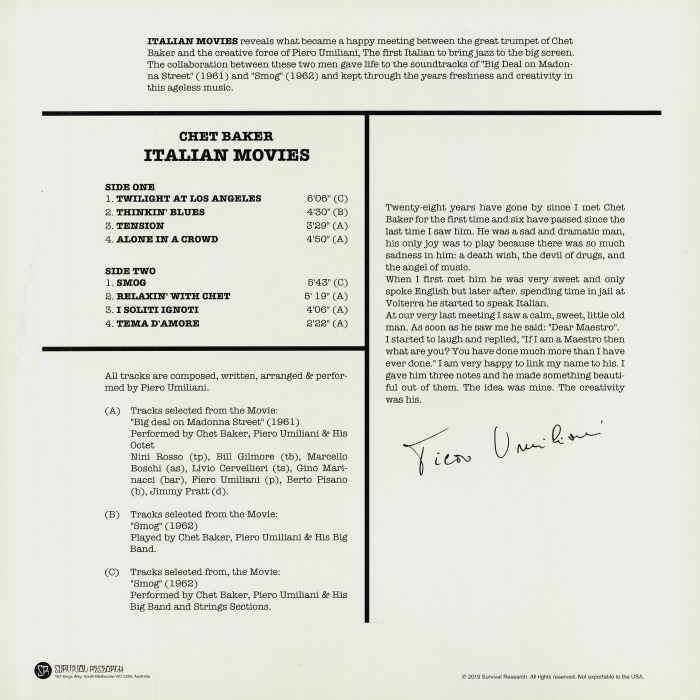 ITALIAN MOVIES reveals what became a happy meeting between the great trumpet of Chet
Baker and the creative force of Piero Umiliani, The first Italian to bring jazz to the big screen.
The collaboration between these two men gave life to the soundtracks of "Big Deal on Madon-
na Street" (1961) and "Smog" (1962) and kept through the years freshness and creativity in
this ageless music.
CHET BAKER
ITALIAN MOVIES
SIDE ONE
1. TWILIGHT AT LOS ANGELES 6'06" (C)
2. THINKIN' BLUES 4'30" (B)
3. TENSION 3'29" (A)
4. ALONE IN A CROWD 4'50" (A)
SIDE TWO
1. SMOG 5'43" (C)
2. RELAXIN' WITH CHET 5' 19" (A)
3. I SOLITI IGNOTI 4'06" (A)
4. TEMA D'AMORE 2'22" (A)
All tracks are composed, written, arranged & perfor-
med by Piero Umiliani.
(A) Tracks selected from the Movie:
"Big deal on Madonna Street" (1961)
Performed by Chet Baker, Piero Umiliani & His
Octet
Nini Rosso (tp), Bill Gilmore (tb), Marcello
Boschi (as), Livio Cervellieri (ts), Gino Mari-
nacci (bar), Fiero Umiliani (p), Berto Pisano
(b), Jimmy Pratt (d).
(B) Tracks selected from the Movie:
"Smog" (1962)
Played by Chet Baker, Piero Umiliani & His Big
Band.
(C) Tracks selected from, the Movie:
"Smog" (1962)
Performed by Chet Baker, Piero Umiliani & His
Big Band and Strings Sections.
Twenty-eight years have gone by since I met Chet
Baker for the first time and six have passed since the
last time I saw him. He was a sad and dramatic man,
his only joy was to play because there was so much
sadness in him: a death wish, the devil of drugs, and
the angel of music.
When I first met him he was very sweet and only
spoke English but later after. spending time in jail at
Volterra he started to speak Italian.
At our very last meeting I saw a calm, sweet, little old
man. As soon as he saw me he said: "Dear Maestro".
I started to laugh and replied, "If I am a Maestro then
what are you? You have done much more than I have
ever done." I am very happy to link my name to his. I
gave him three notes and he made something beauti-
ful out of them. The idea was mine. The creativity
was his.
Piero Umiliani
SR SURVIVAL RESEARCH
167 Kings Way, South Melbourne VIC 3205, Australia
© 2019 Survival Research. All rights reserved. Not exportable to the USA.